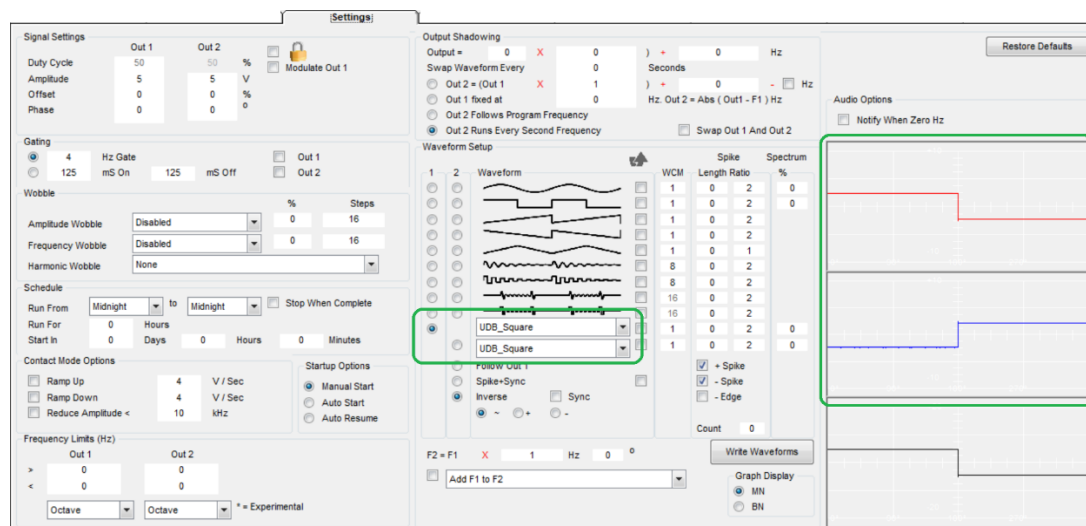 Settings
Signal Settings
Out 1 Out 2
Duty Cycle 50 50 %
Modulate Out 1
Amplitude 5 5 V
Offset 0 0 %
Phase 0 0 o
Gating
4 Hz Gate Out 1
125 mS On 125 mS Off Out 2
Wobble
% Steps
Amplitude Wobble Disabled 0 16
Frequency Wobble Disabled 0 16
Harmonic Wobble None
Schedule
Run From Midnight to Midnight Stop When Complete
Run For 0 Hours
Start In 0 Days 0 Hours 0 Minutes
Contact Mode Options
Ramp Up 4 V / Sec
Ramp Down 4 V / Sec
Reduce Amplitude < 10 kHz
Startup Options
Manual Start
Auto Start
Auto Resume
Frequency Limits (Hz)
Out 1 Out 2
> 0 0
< 0 0
Octave Octave * = Experimental
Output Shadowing
Output = 0 X 0 ) + 0 Hz
Swap Waveform Every 0 Seconds
Out 2 = (Out 1 X 1 ) + 0 - Hz
Out 1 fixed at 0 Hz. Out 2 = Abs ( Out1 - F1 ) Hz
Out 2 Follows Program Frequency
Out 2 Runs Every Second Frequency Swap Out 1 And Out 2
Waveform Setup
Spike Spectrum
1 2 Waveform WCM Length Ratio %
1 0 2 0
1 0 2 0
1 0 2
1 0 2
1 0 1
8 0 2
8 0 2
16 0 2
16 0 2
UDB_Square 1 0 2 0
UDB_Square 1 0 2 0
Follow Out 1 + Spike
Spike+Sync - Spike
Inverse Sync - Edge
~ + -
Count 0
F2 = F1 X 1 Hz 0 o Write Waveforms
Add F1 to F2
Graph Display
MN
BN
Restore Defaults
Audio Options
Notify When Zero Hz